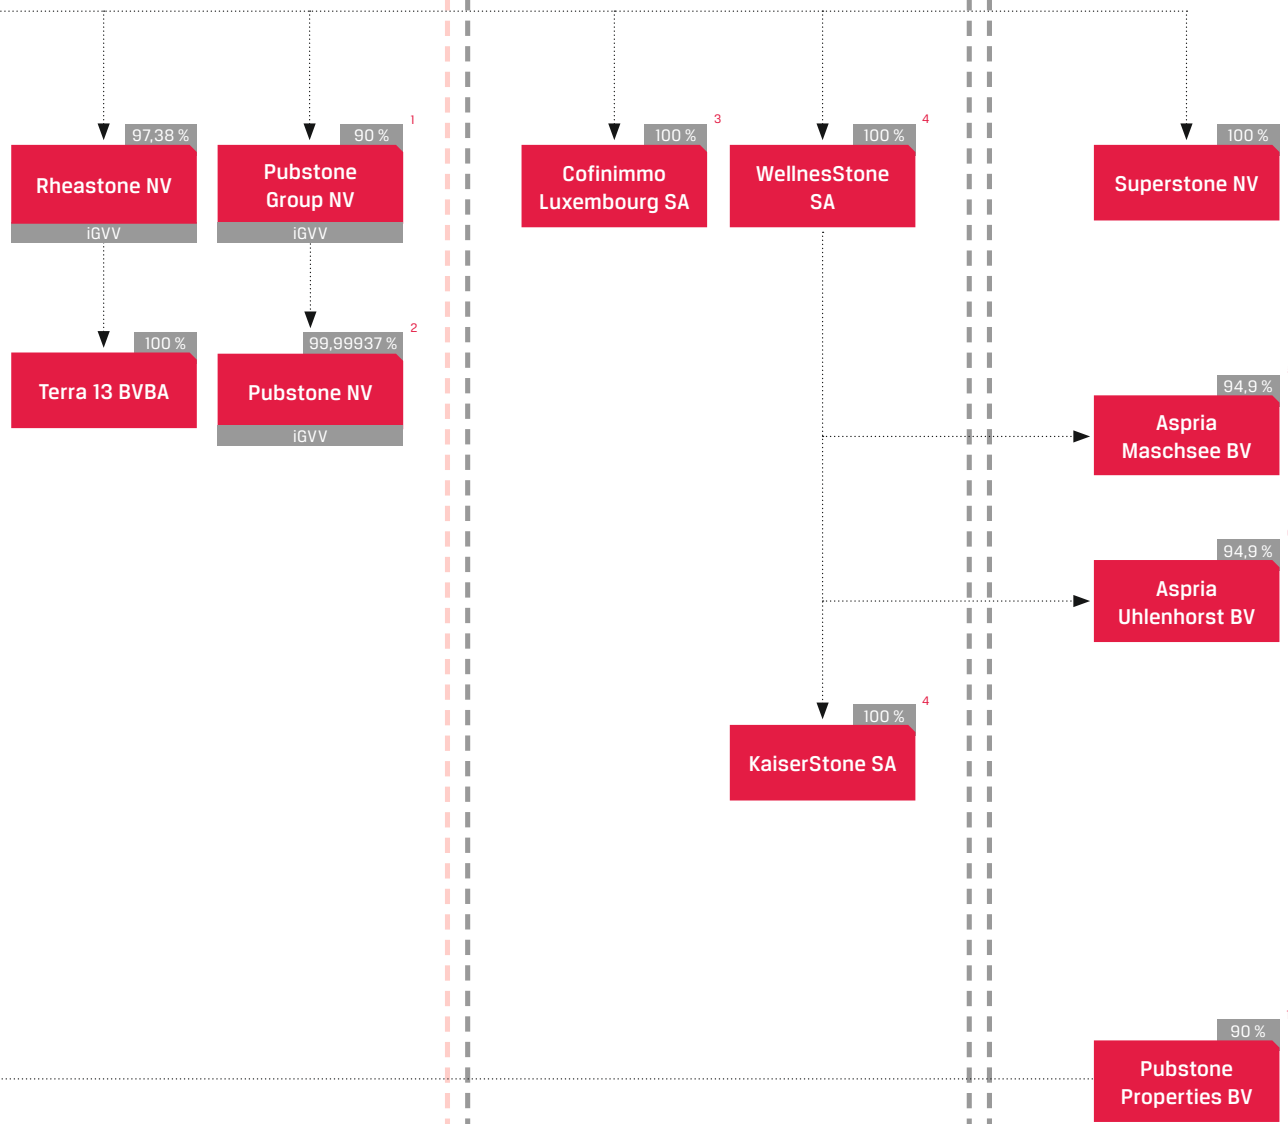 97,38 %
Rheastone NV
iGVV
1
90 %
Pubstone
Group NV
iGVV
3
100 %
Cofinimmo
Luxembourg SA
4
100 %
WellnesStone
SA
100 %
Superstone NV
100 %
Terra 13 BVBA
2
99,99937 %
Pubstone NV
iGVV
94,9 %
Aspria
Maschsee BV
94,9 %
Aspria
Uhlenhorst BV
4
100 %
KaiserStone SA
90 %
Pubstone
Properties BV